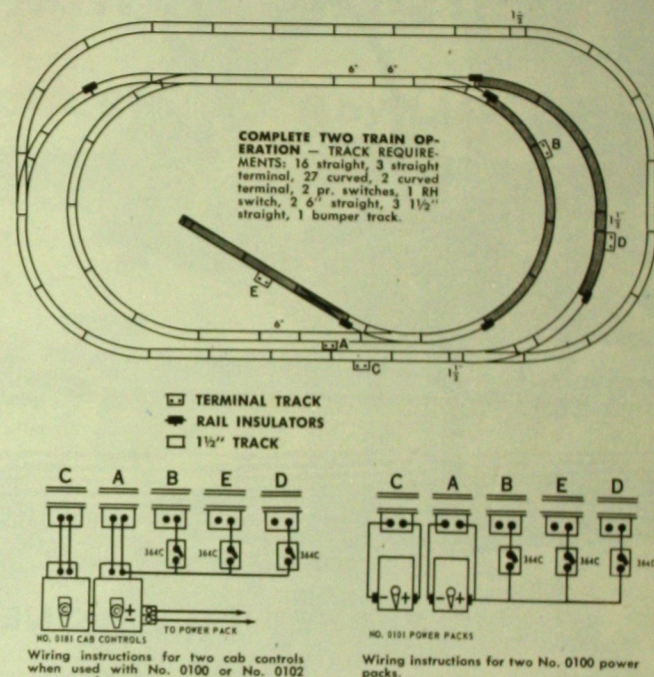 1½
6" 6"
COMPLETE TWO TRAIN OP-
ERATION — TRACK REQUIRE-
MENTS: 16 straight, 3 straight
terminal, 27 curved, 2 curved
terminal, 2 pr. switches, 1 RH
switch, 2 6" straight, 3 1½"
straight, 1 bumper track.
B
1½"
D
E
6"
A
C
1½"
TERMINAL TRACK
RAIL INSULATORS
1½" TRACK
C A B E D
364C 364C 364C
C C + −
NO. 0181 CAB CONTROLS
TO POWER PACK
Wiring instructions for two cab controls
when used with No. 0100 or No. 0102
C A B E D
364C 364C 364C
− + − +
NO. 0101 POWER PACKS
Wiring instructions for two No. 0100 power
packs.